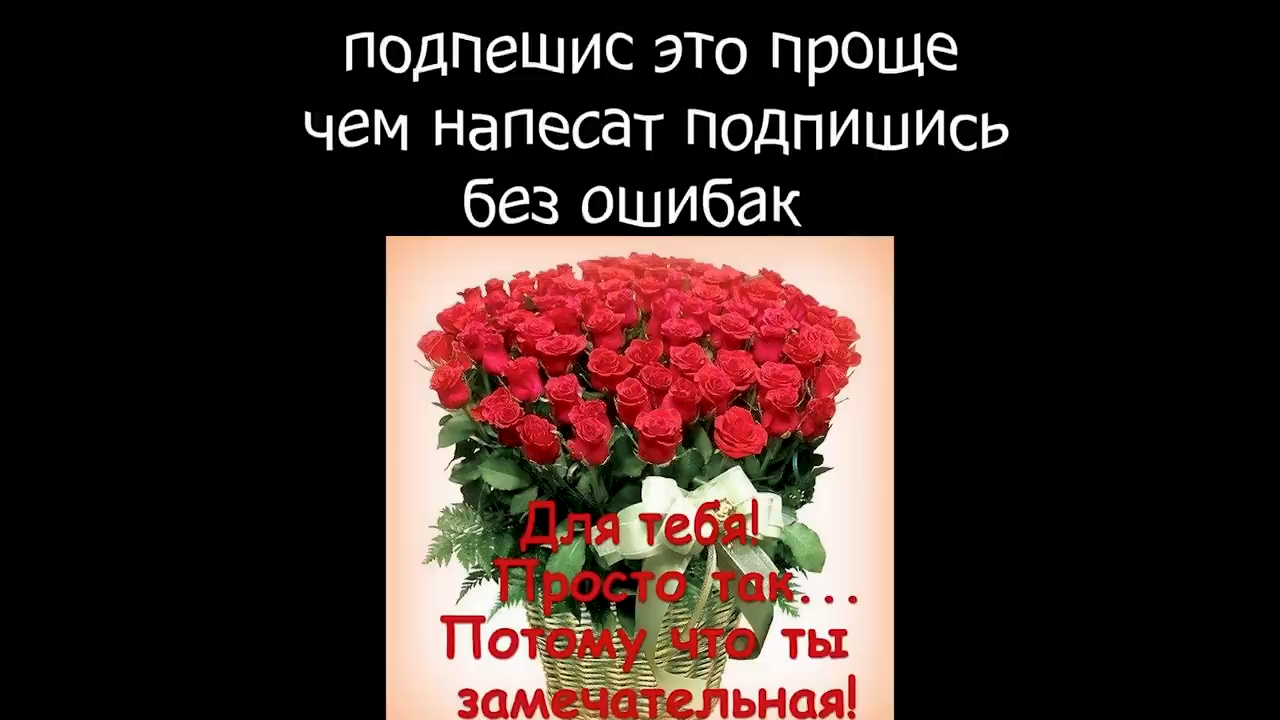 подпешис это проще
чем напесат подпишись
без ошибак
Для тебя!
Просто так...
Потому что ты
замечательная!